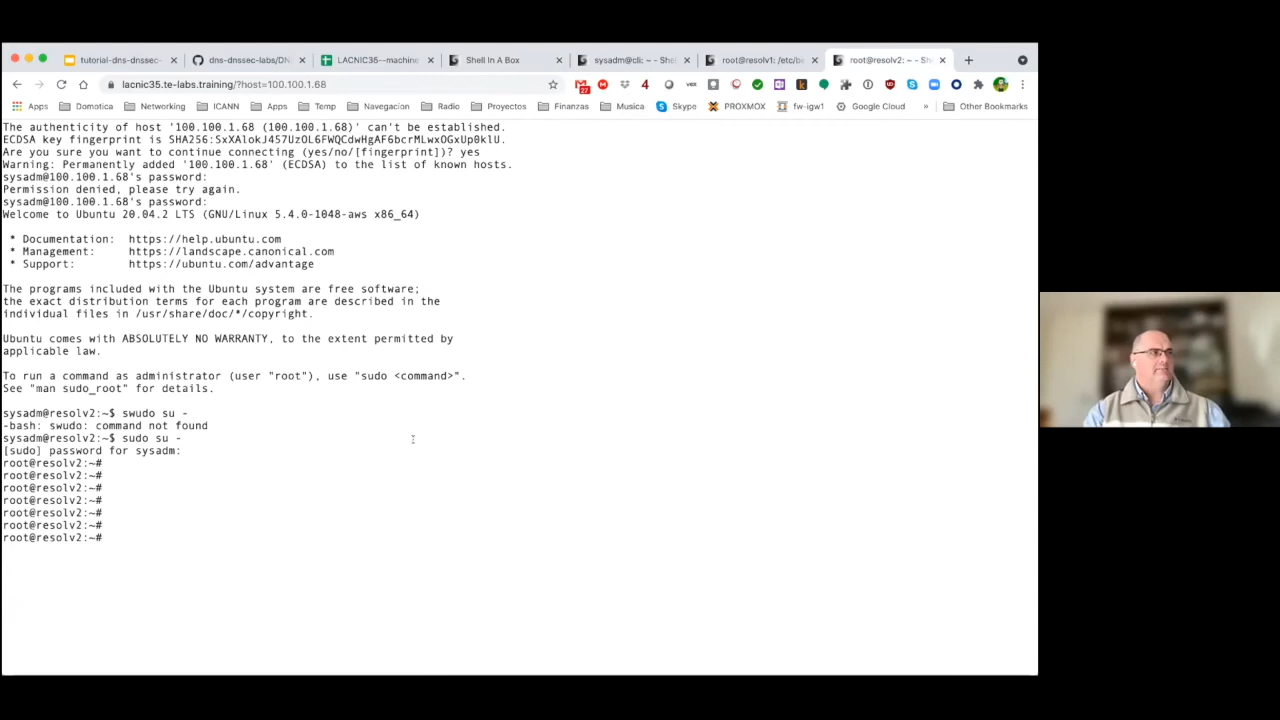 tutorial-dns-dnssec-
dns-dnssec-labs/DN
LACNIC35--machine
Shell In A Box
sysadm@cli: ~ - She
root@resolv1: /etc/be
root@resolv2: ~ - Sh
lacnic35.te-labs.training/?host=100.100.1.68
Apps
Domotica
Networking
ICANN
Apps
Temp
Navegacion
Radio
Proyectos
Finanzas
Musica
Skype
PROXMOX
fw-igw1
Google Cloud
»
Other Bookmarks
The authenticity of host '100.100.1.68 (100.100.1.68)' can't be established.
ECDSA key fingerprint is SHA256:SxXAlokJ457UzOL6FWQCdwHgAF6bcrMLwxOGxUp0klU.
Are you sure you want to continue connecting (yes/no/[fingerprint])? yes
Warning: Permanently added '100.100.1.68' (ECDSA) to the list of known hosts.
sysadm@100.100.1.68's password:
Permission denied, please try again.
sysadm@100.100.1.68's password:
Welcome to Ubuntu 20.04.2 LTS (GNU/Linux 5.4.0-1048-aws x86_64)
* Documentation: https://help.ubuntu.com
* Management: https://landscape.canonical.com
* Support: https://ubuntu.com/advantage
The programs included with the Ubuntu system are free software;
the exact distribution terms for each program are described in the
individual files in /usr/share/doc/*/copyright.
Ubuntu comes with ABSOLUTELY NO WARRANTY, to the extent permitted by
applicable law.
To run a command as administrator (user "root"), use "sudo <command>".
See "man sudo_root" for details.
sysadm@resolv2:~$ swudo su -
-bash: swudo: command not found
sysadm@resolv2:~$ sudo su -
[sudo] password for sysadm:
root@resolv2:~#
root@resolv2:~#
root@resolv2:~#
root@resolv2:~#
root@resolv2:~#
root@resolv2:~#
root@resolv2:~#